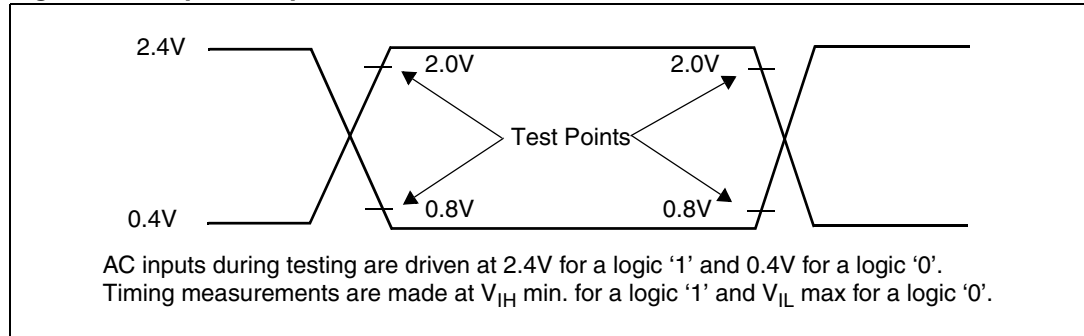 2.4V
2.0V
2.0V
Test Points
0.8V
0.8V
0.4V
AC inputs during testing are driven at 2.4V for a logic ‘1’ and 0.4V for a logic ‘0’.
Timing measurements are made at VIH min. for a logic ‘1’ and VIL max for a logic ‘0’.